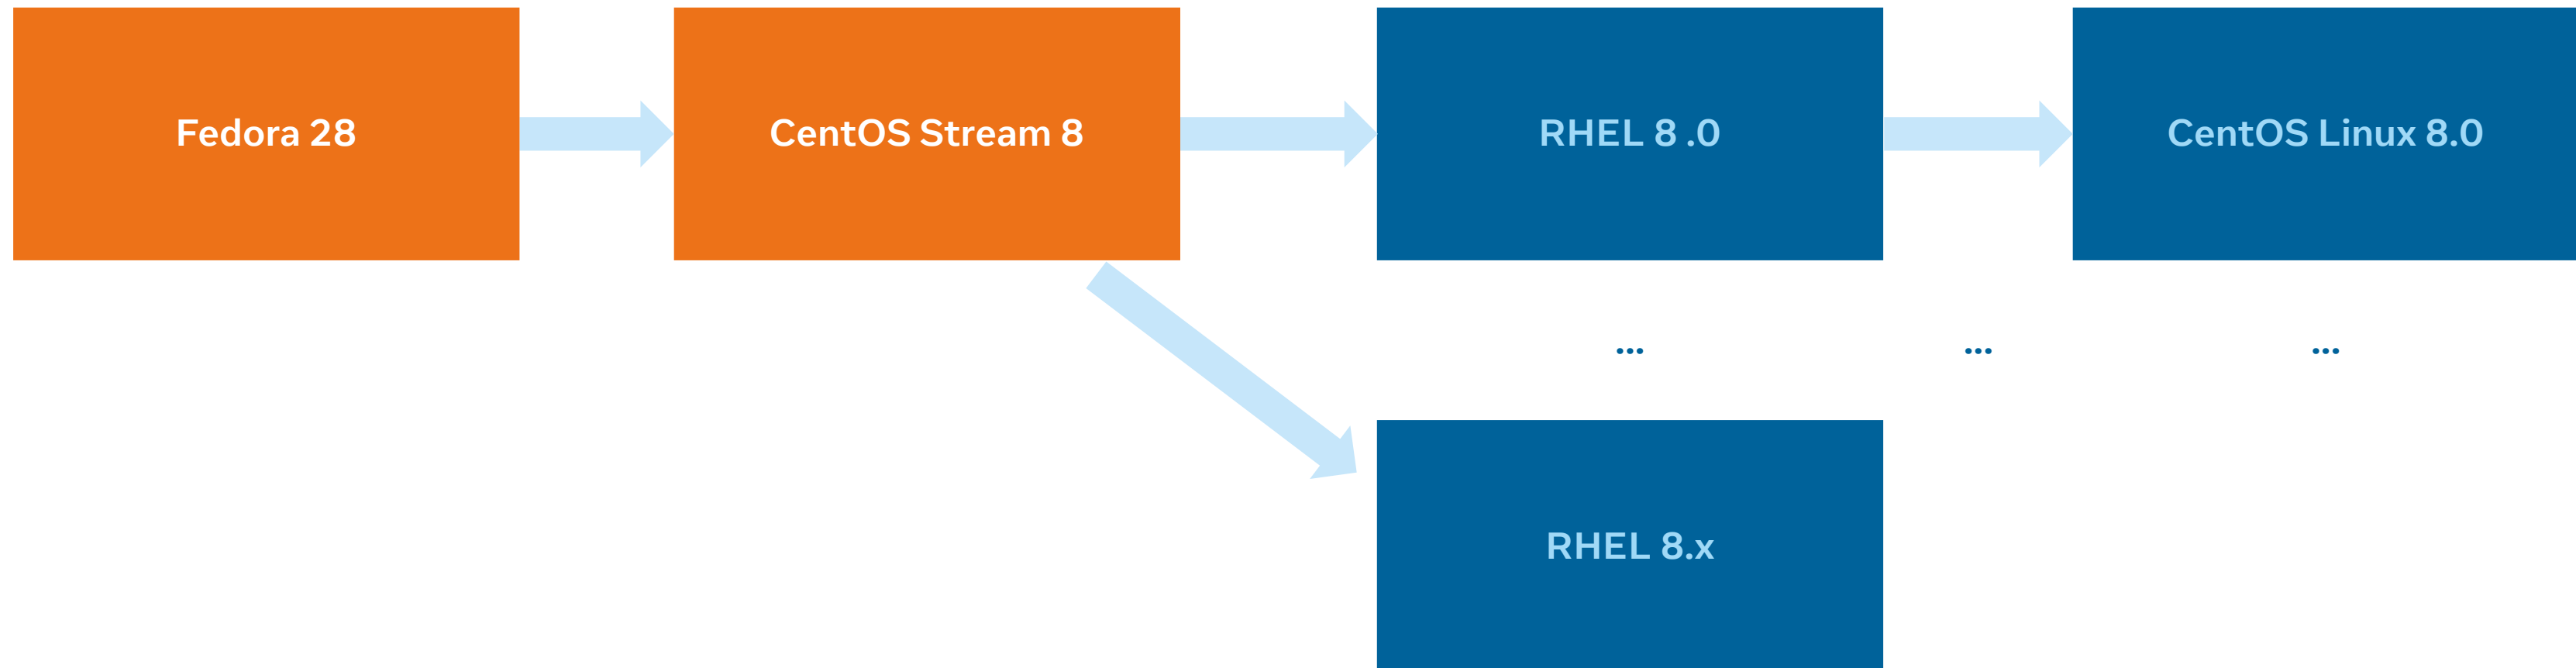 Fedora 28
CentOS Stream 8
RHEL 8 .0
CentOS Linux 8.0
... ... ...
RHEL 8.x